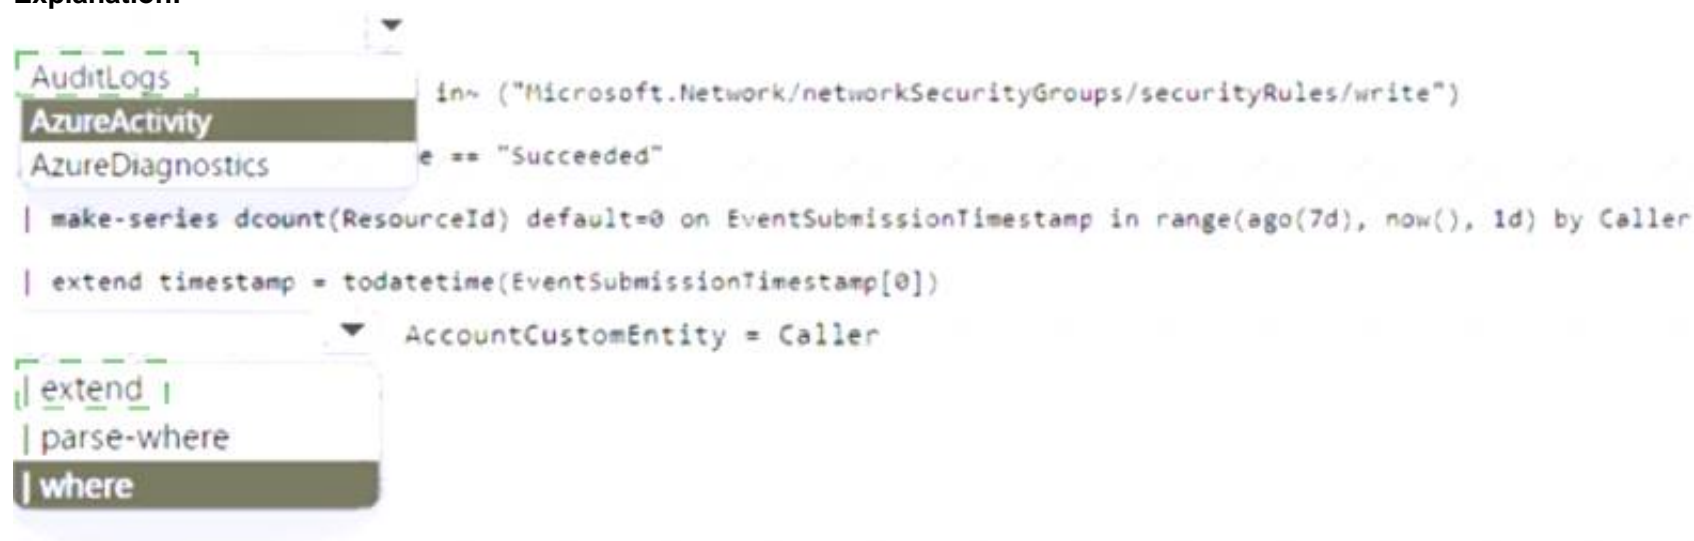 Explanation:
AuditLogs
in~ ("Microsoft.Network/networkSecurityGroups/securityRules/write")
AzureActivity
e == "Succeeded"
AzureDiagnostics
| make-series dcount(ResourceId) default=0 on EventSubmissionTimestamp in range(ago(7d), now(), 1d) by Caller
| extend timestamp = todatetime(EventSubmissionTimestamp[0])
AccountCustomEntity = Caller
| extend
| parse-where
| where